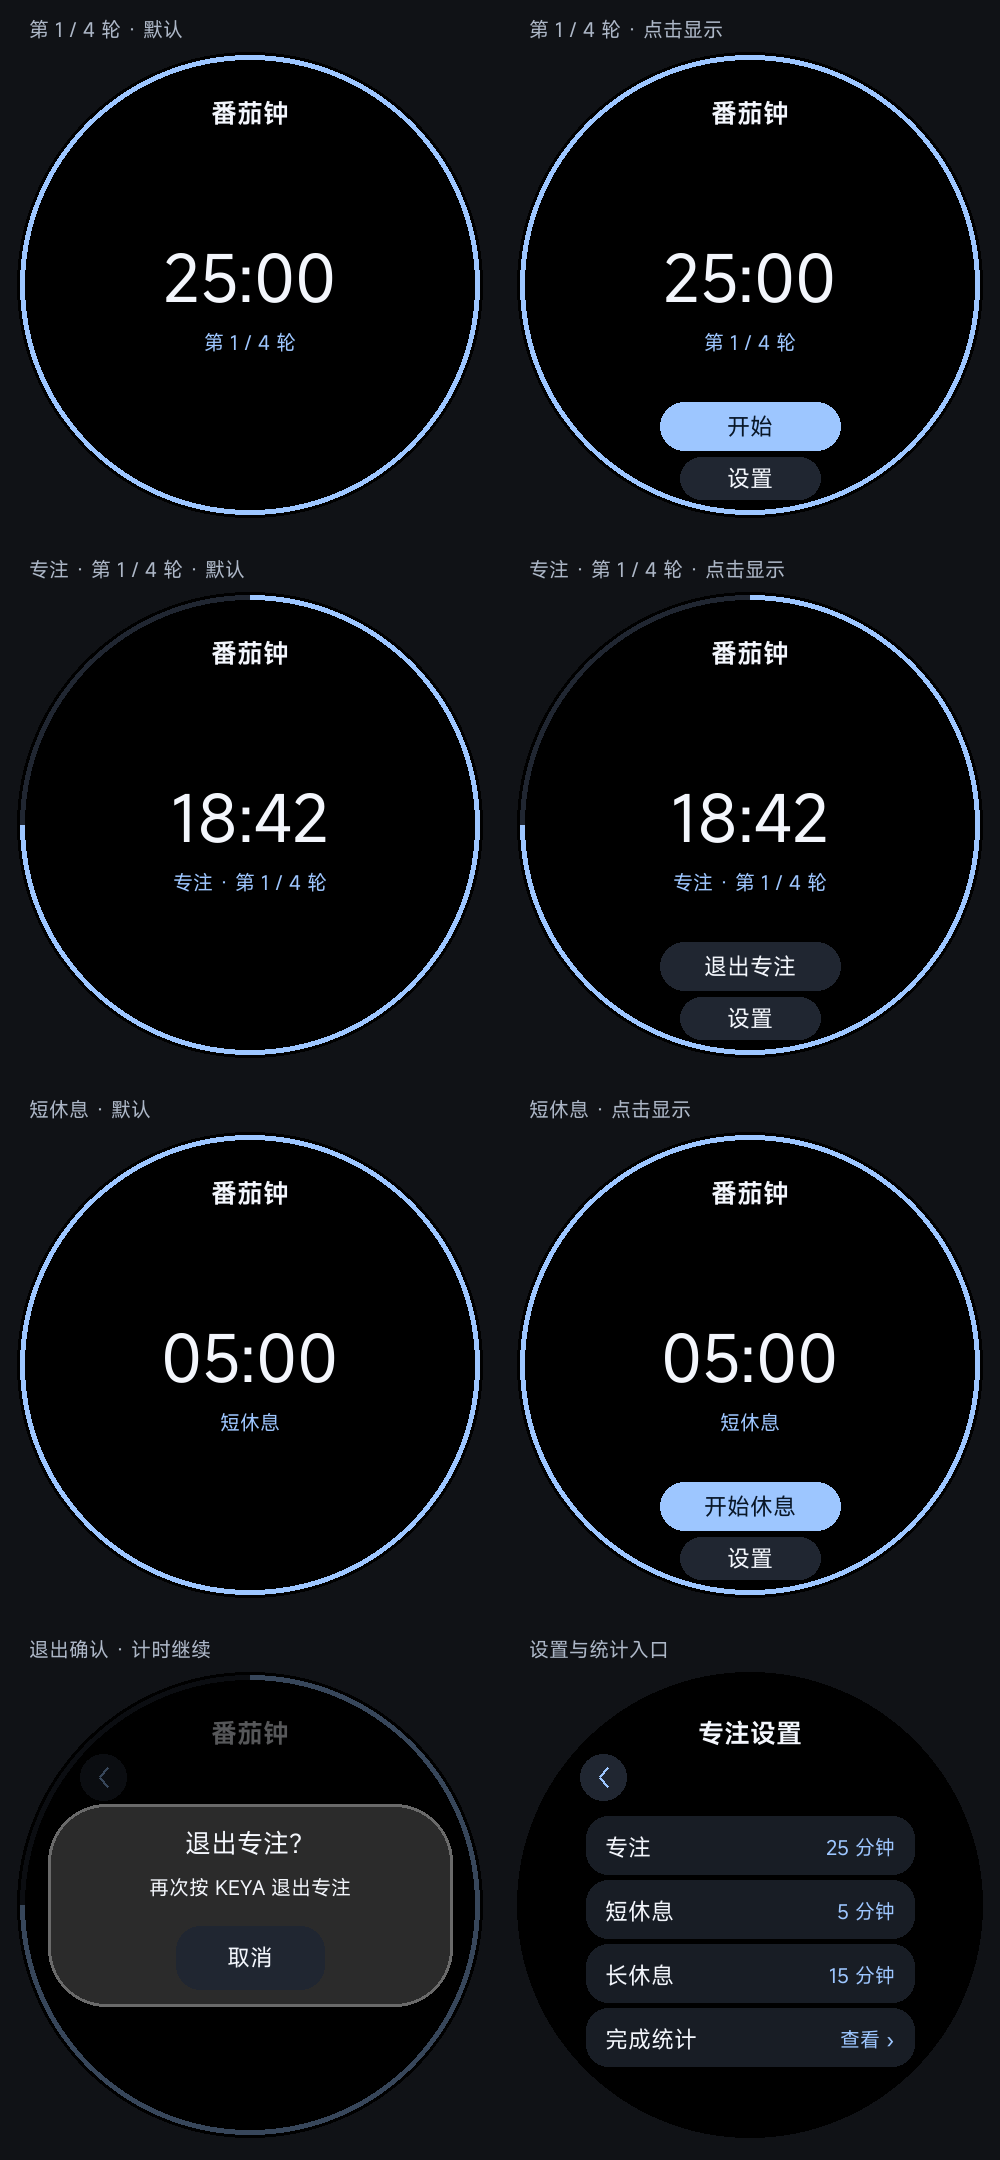 第 1 / 4 轮 · 默认
番茄钟
25:00
第 1 / 4 轮
第 1 / 4 轮 · 点击显示
番茄钟
25:00
第 1 / 4 轮
开始
设置
专注 · 第 1 / 4 轮 · 默认
番茄钟
18:42
专注 · 第 1 / 4 轮
专注 · 第 1 / 4 轮 · 点击显示
番茄钟
18:42
专注 · 第 1 / 4 轮
退出专注
设置
短休息 · 默认
番茄钟
05:00
短休息
短休息 · 点击显示
番茄钟
05:00
短休息
开始休息
设置
退出确认 · 计时继续
番茄钟
退出专注?
再次按 KEYA 退出专注
取消
设置与统计入口
专注设置
专注 25 分钟
短休息 5 分钟
长休息 15 分钟
完成统计 查看 ›